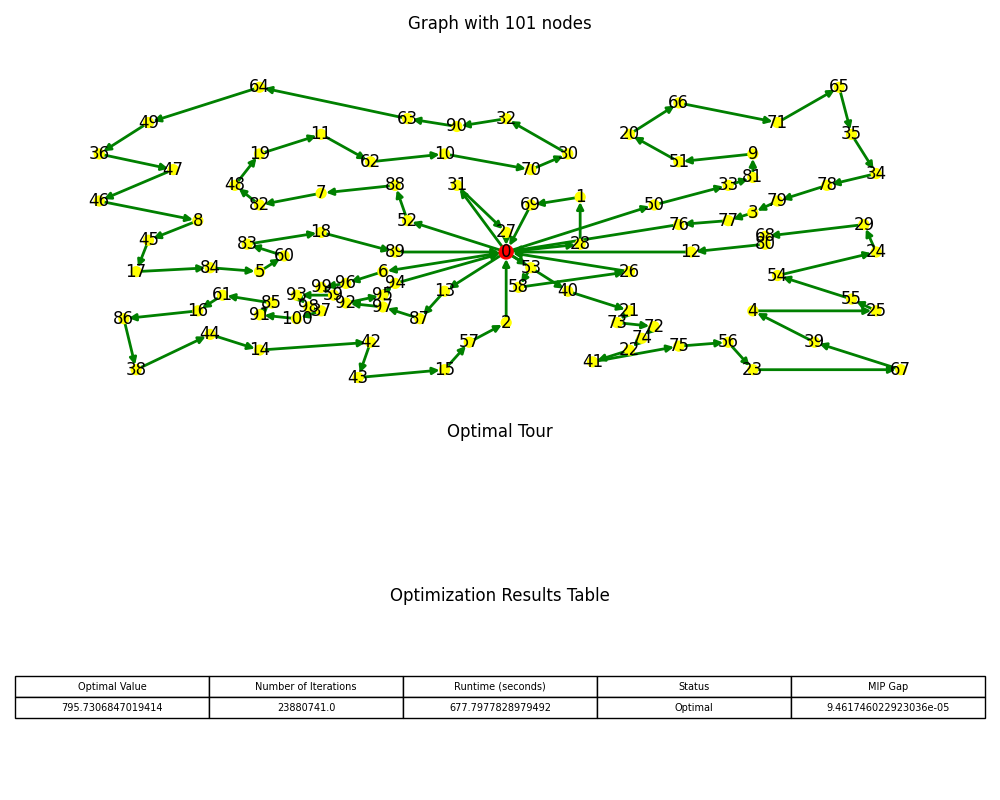 Graph with 101 nodes
64 65
66
49 63 90 32 71
11 20 35
36 19 62 10 30 51 9
47 70 34
48 7 88 31 33 81 78
46 82 69 1 50 79
8 52 76 77 3
45 18 27 68 29
83 60 89 0 28 12 80 24
17 84 5 6 53 26 54
99 96 94 58
61 93 59 95 13 40 55
16 85 98 92 97 21 4 25
86 91 100 37 87 2 73 72
44 42 57 74 56 39
14 22 75
38 43 15 41 23 67
Optimal Tour
Optimization Results Table
Optimal Value Number of Iterations Runtime (seconds) Status MIP Gap
795.7306847019414 23880741.0 677.7977828979492 Optimal 9.461746022923036e-05